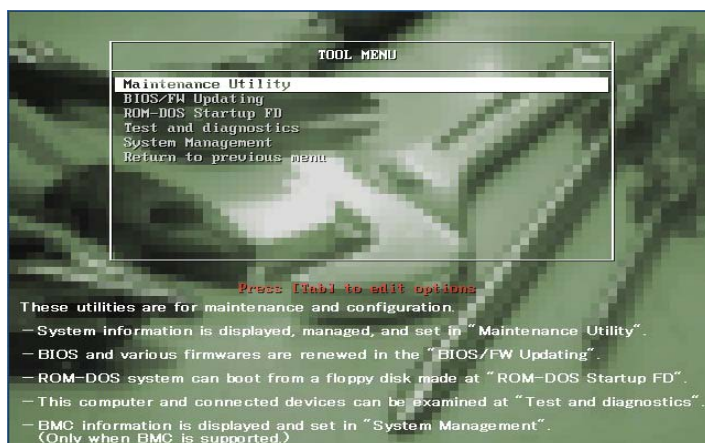 TOOL MENU
Maintenance Utility
BIOS/FW Updating
ROM-DOS Startup FD
Test and diagnostics
System Management
Return to previous menu
Press [Tab] to edit options
These utilities are for maintenance and configuration.
－System information is displayed, managed, and set in "Maintenance Utility".
－BIOS and various firmwares are renewed in the "BIOS/FW Updating".
－ROM-DOS system can boot from a floppy disk made at "ROM-DOS Startup FD".
－This computer and connected devices can be examined at "Test and diagnostics".
－BMC information is displayed and set in "System Management".
(Only when BMC is supported.)